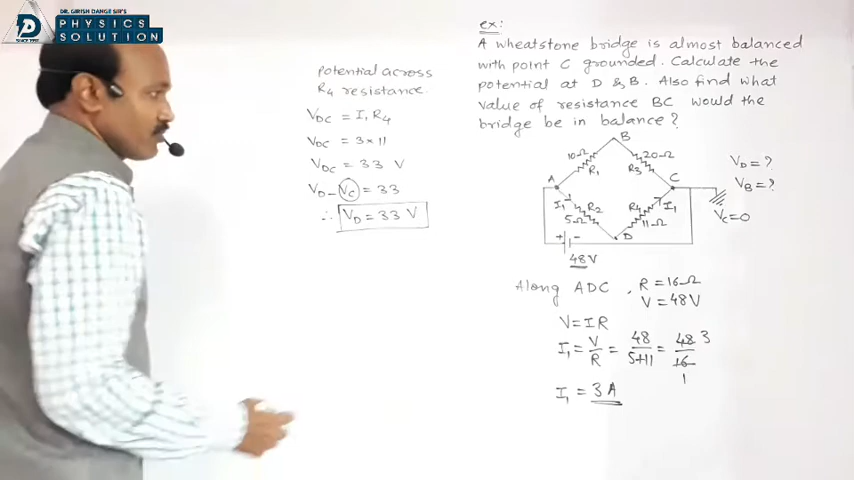 DR. GIRISH DANGE SIR's
PHYSICS
SOLUTION
D
SINCE 1991
potential across
R4 resistance.
VDC = I1 R4
VDC = 3×11
VDC = 33 V
VD - VC = 33
∴ VD = 33 V
ex:
A wheatstone bridge is almost balanced
with point C grounded. Calculate the
potential at D & B. Also find what
value of resistance BC would the
bridge be in balance?
B
10Ω
R1
20Ω
R3
A
C
I1
R2
5Ω
R4
I1
11Ω
D
+ -
48V
VD = ?
VB = ?
VC = 0
Along ADC , R = 16Ω
V = 48V
V = IR
I1 = V/R = 48/5+11 = 48/16 3
1
I1 = 3A